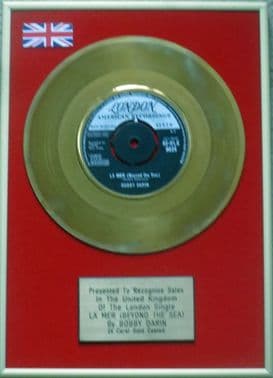 LONDON
AMERICAN RECORDINGS
LA MER (Beyond the Sea)
BOBBY DARIN
Presented To Recognise Sales
In The United Kingdom
Of The London Single
LA MER (BEYOND THE SEA)
By BOBBY DARIN
24 Carat Gold Coated